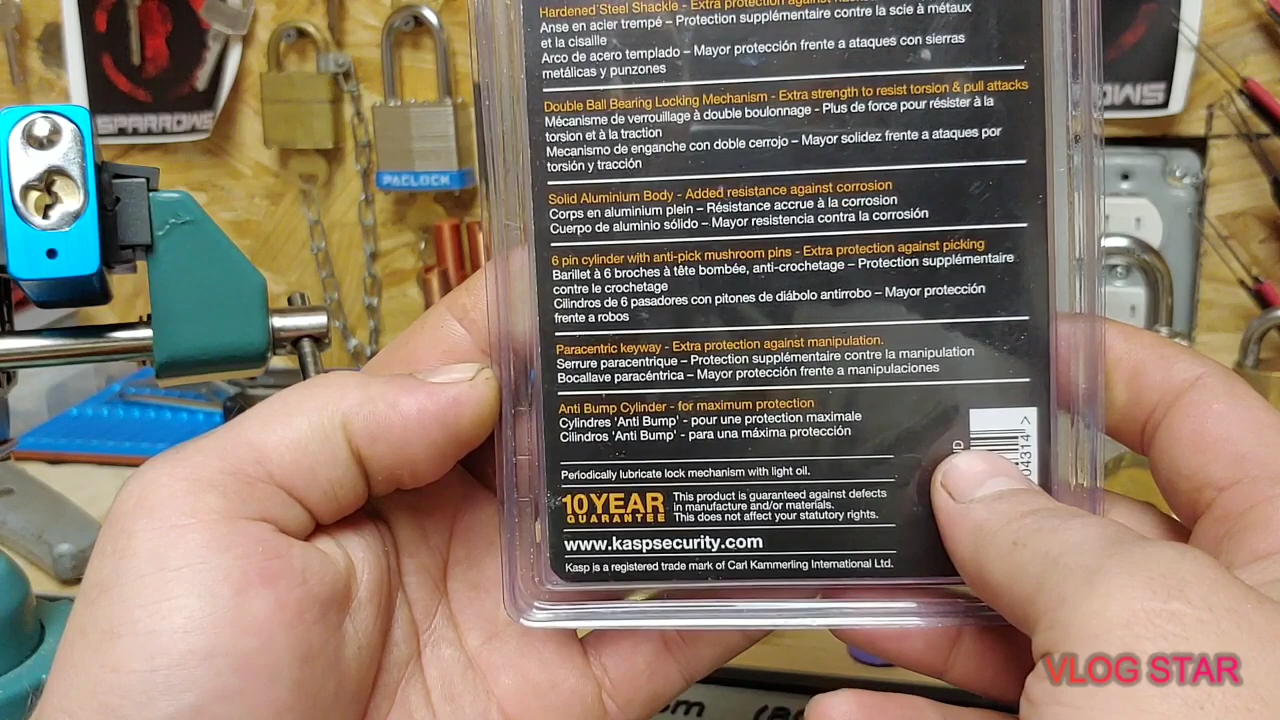 Hardened Steel Shackle - Extra protection against
Anse en acier trempé – Protection supplémentaire contre la scie à métaux
et la cisaille
Arco de acero templado – Mayor protección frente a ataques con sierras
metálicas y punzones
Double Ball Bearing Locking Mechanism - Extra strength to resist torsion & pull attacks
Mécanisme de verrouillage à double boulonnage - Plus de force pour résister à la
torsion et à la traction
Mecanismo de enganche con doble cerrojo – Mayor solidez frente a ataques por
torsión y tracción
Solid Aluminium Body - Added resistance against corrosion
Corps en aluminium plein – Résistance accrue à la corrosion
Cuerpo de aluminio sólido – Mayor resistencia contra la corrosión
6 pin cylinder with anti-pick mushroom pins - Extra protection against picking
Barillet à 6 broches à tête bombée, anti-crochetage – Protection supplémentaire
contre le crochetage
Cilindros de 6 pasadores con pitones de diábolo antirrobo – Mayor protección
frente a robos
Paracentric keyway - Extra protection against manipulation.
Serrure paracentrique – Protection supplémentaire contre la manipulation
Bocallave paracéntrica – Mayor protección frente a manipulaciones
Anti Bump Cylinder - for maximum protection
Cylindres 'Anti Bump' - pour une protection maximale
Cilindros 'Anti Bump' - para una máxima protección
Periodically lubricate lock mechanism with light oil.
10 YEAR
GUARANTEE
This product is guaranteed against defects
in manufacture and/or materials.
This does not affect your statutory rights.
www.kaspsecurity.com
Kasp is a registered trade mark of Carl Kammerling International Ltd.
04314 >
SPARROWS
PACLOCK
VLOG STAR